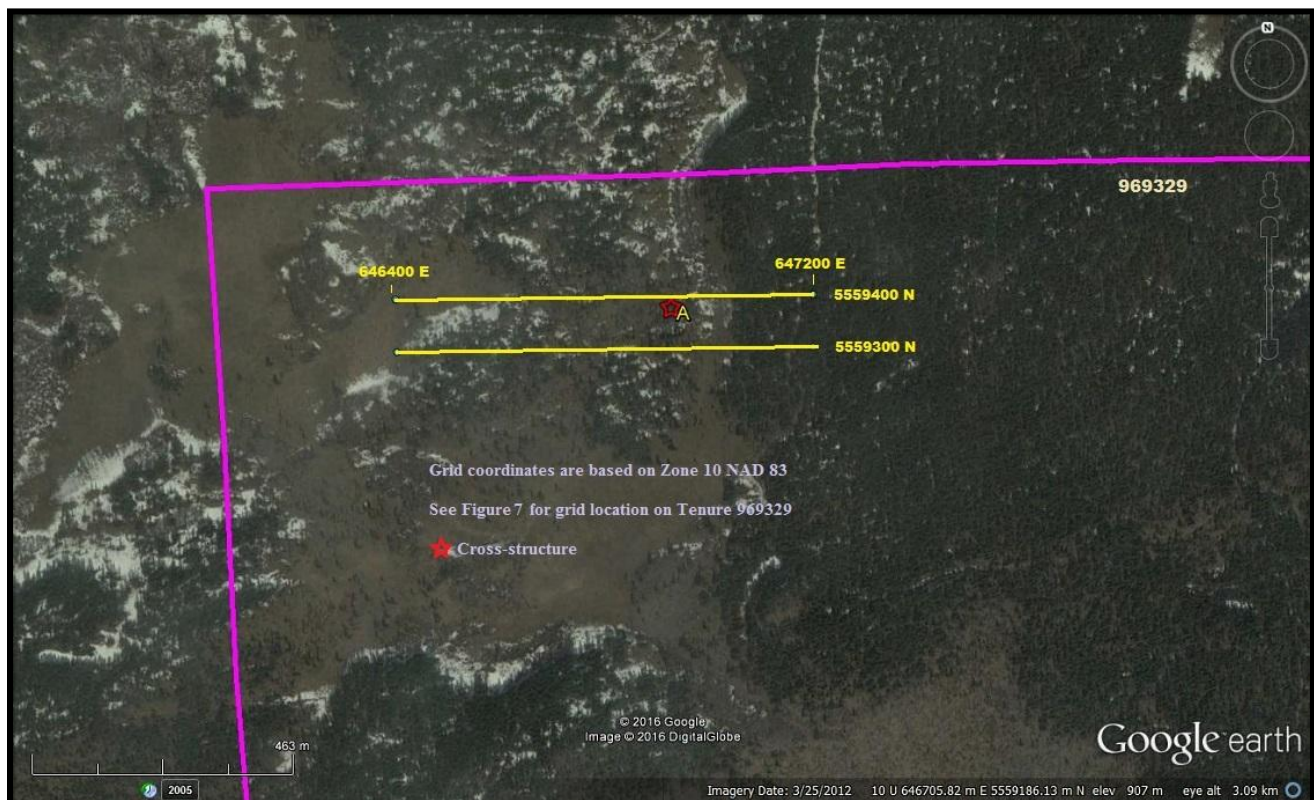 N
969329
646400 E
647200 E
5559400 N
A
5559300 N
Grid coordinates are based on Zone 10 NAD 83
See Figure 7 for grid location on Tenure 969329
Cross-structure
© 2016 Google
Image © 2016 DigitalGlobe
Google earth
463 m
2005
Imagery Date: 3/25/2012 10 U 646705.82 m E 5559186.13 m N elev 907 m eye alt 3.09 km